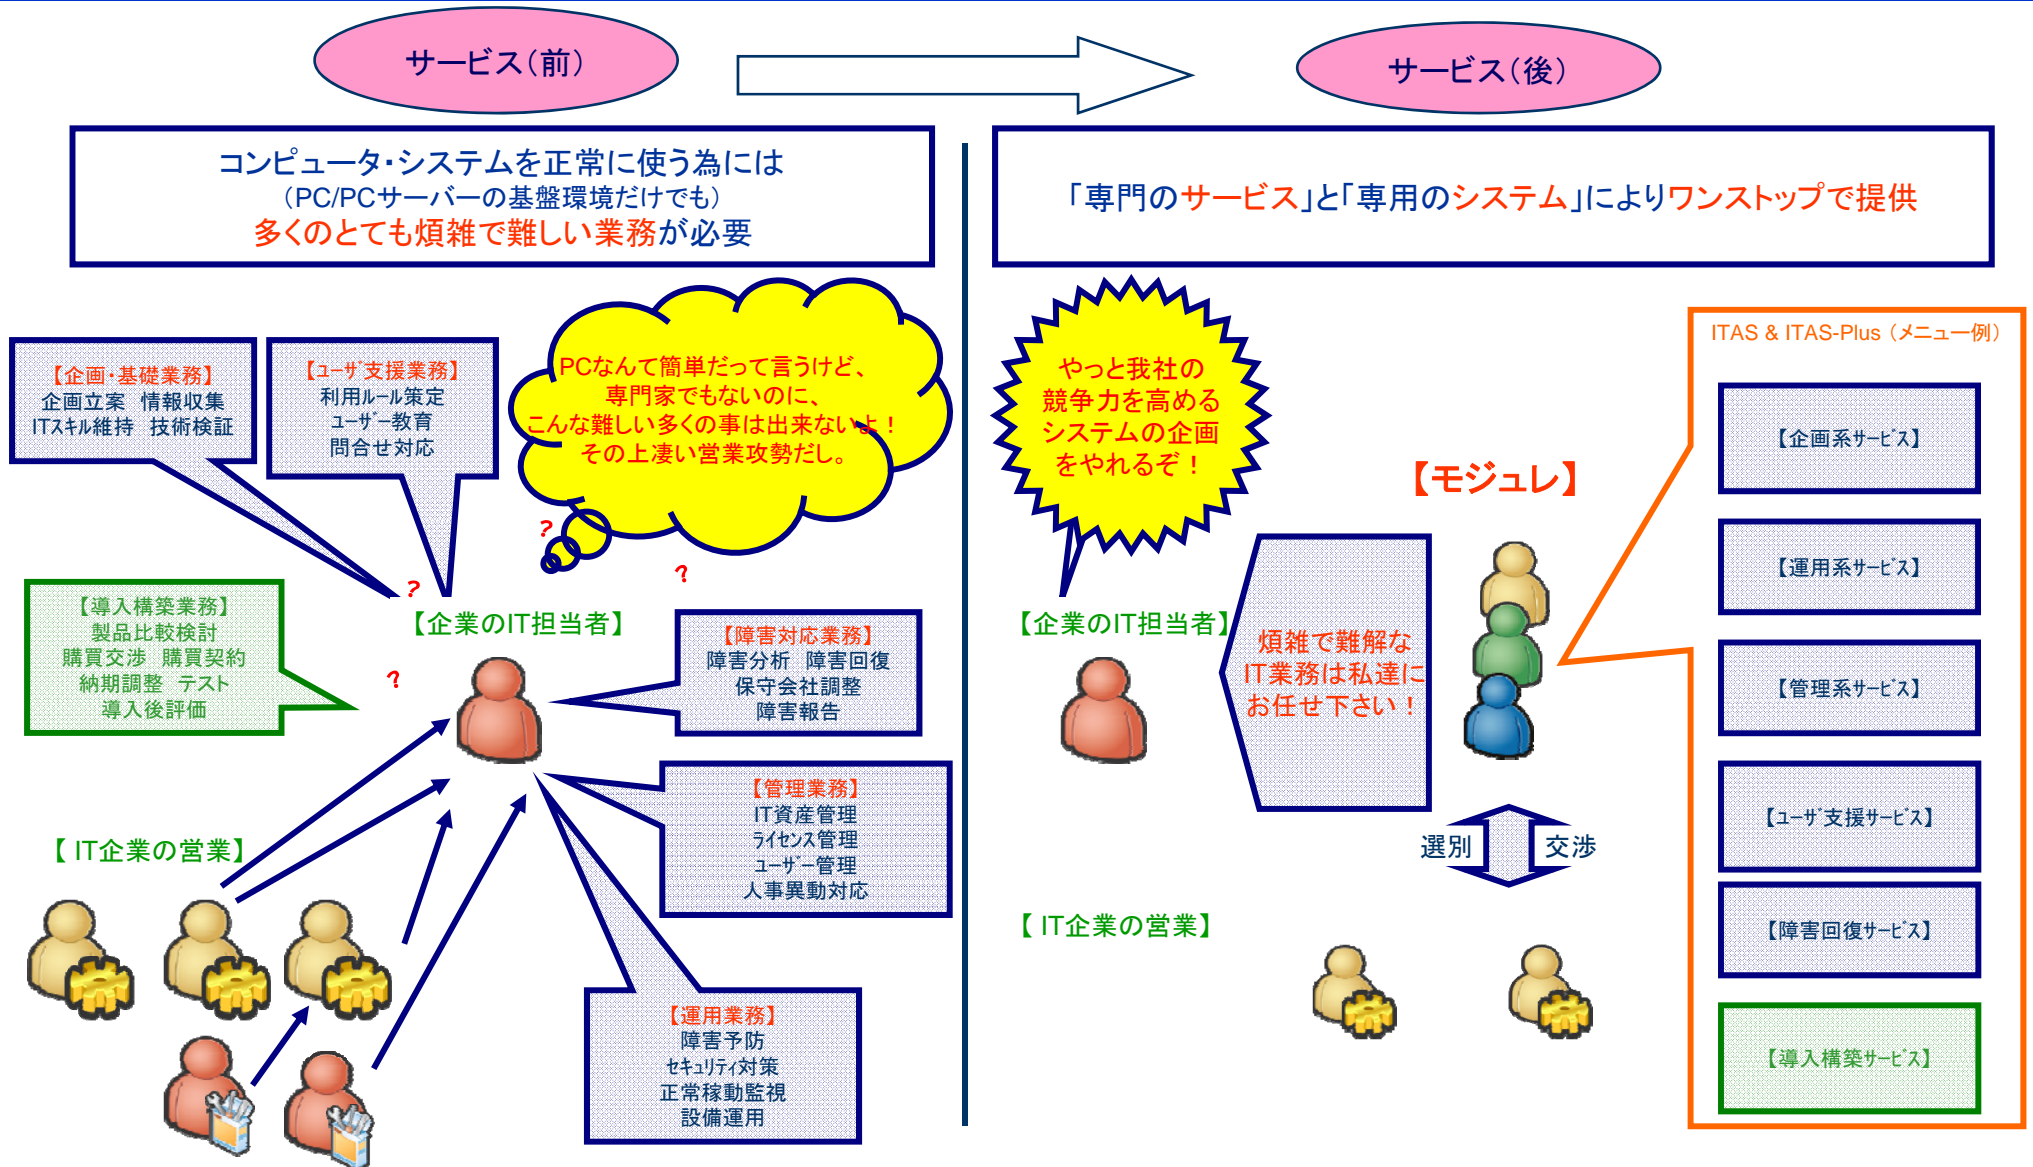 サービス（前）
サービス（後）
コンピュータ・システムを正常に使う為には
（PC/PCサーバーの基盤環境だけでも）
多くのとても煩雑で難しい業務が必要
「専門のサービス」と「専用のシステム」によりワンストップで提供
【企画・基礎業務】
企画立案 情報収集
ITスキル維持 技術検証
【ユーザ支援業務】
利用ルール策定
ユーザー教育
問合せ対応
PCなんて簡単だって言うけど、
専門家でもないのに、
こんな難しい多くの事は出来ないよ！
その上凄い営業攻勢だし。
?
?
?
?
【導入構築業務】
製品比較検討
購買交渉 購買契約
納期調整 テスト
導入後評価
【企業のIT担当者】
【障害対応業務】
障害分析 障害回復
保守会社調整
障害報告
【管理業務】
IT資産管理
ライセンス管理
ユーザー管理
人事異動対応
【 IT企業の営業】
【運用業務】
障害予防
セキュリティ対策
正常稼動監視
設備運用
やっと我社の
競争力を高める
システムの企画
をやれるぞ！
【企業のIT担当者】
煩雑で難解な
IT業務は私達に
お任せ下さい！
【モジュレ】
選別
交渉
【 IT企業の営業】
ITAS & ITAS-Plus（メニュー例）
【企画系サービス】
【運用系サービス】
【管理系サービス】
【ユーザ支援サービス】
【障害回復サービス】
【導入構築サービス】